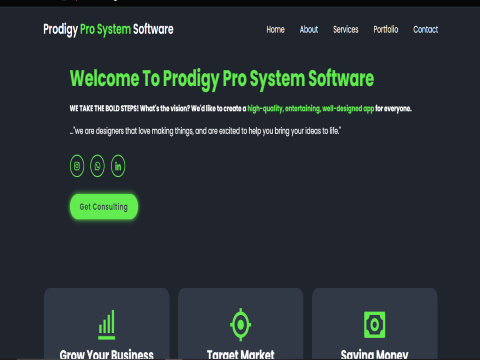 Prodigy Pro System Software
Home About Services Portfolio Contact
Welcome To Prodigy Pro System Software
WE TAKE THE BOLD STEPS! What's the vision? We'd like to create a high-quality, entertaining, well-designed app for everyone.
..."we are designers that love making things, and are excited to help you bring your ideas to life."
Get Consulting
Grow Your Business Target Market Saving Money